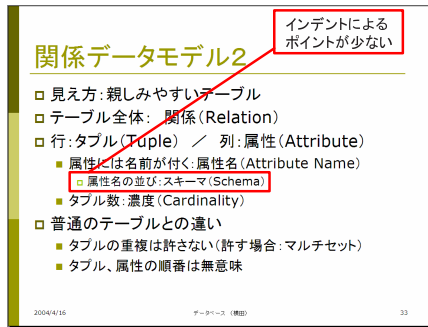 インデントによる
ポイントが少ない
関係データモデル2
見え方:親しみやすいテーブル
テーブル全体: 関係(Relation)
行:タプル(Tuple) / 列:属性(Attribute)
属性には名前が付く:属性名(Attribute Name)
属性名の並び:スキーマ(Schema)
タプル数:濃度(Cardinality)
普通のテーブルとの違い
タプルの重複は許さない(許す場合:マルチセット)
タプル、属性の順番は無意味
2004/4/16 データベース (横田) 33